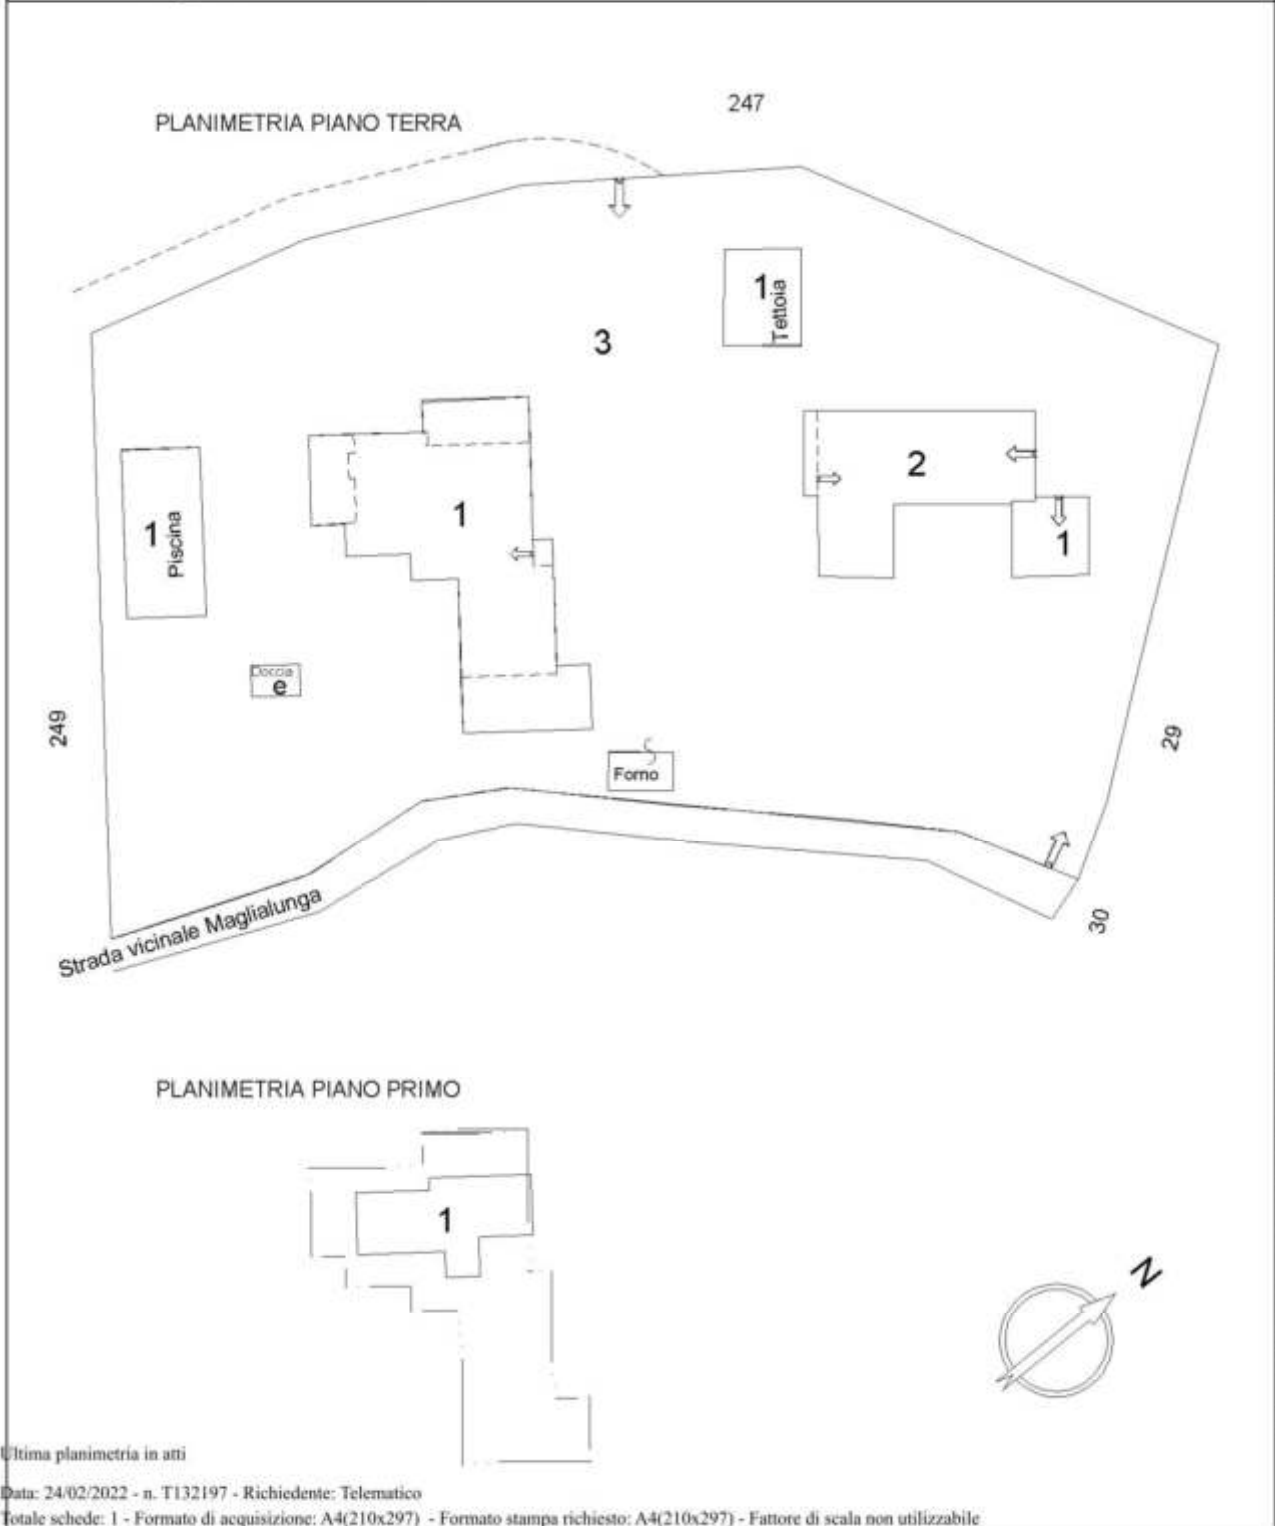 247
PLANIMETRIA PIANO TERRA
1
Tettoia
3
2
1
Piscina
1
1
Doccia
e
249
29
Forno
30
Strada vicinale Maglialunga
PLANIMETRIA PIANO PRIMO
1
N
Ultima planimetria in atti
Data: 24/02/2022 - n. T132197 - Richiedente: Telematico
Totale schede: 1 - Formato di acquisizione: A4(210x297) - Formato stampa richiesto: A4(210x297) - Fattore di scala non utilizzabile